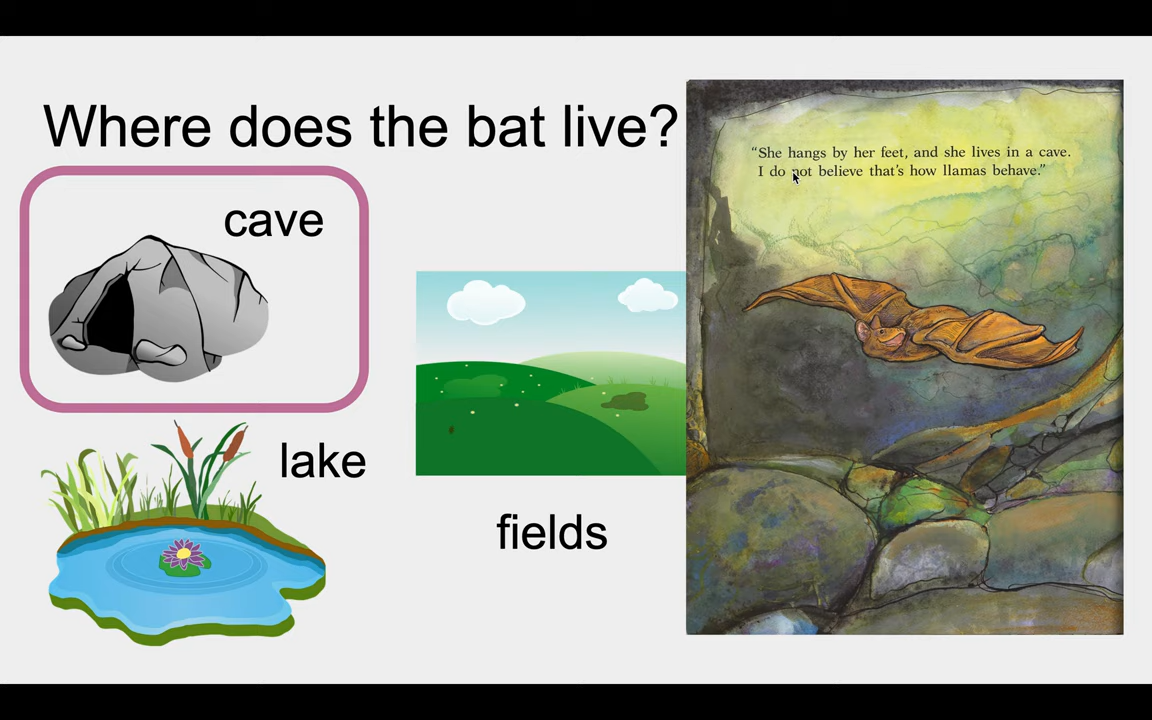 Where does the bat live?
cave
lake
fields
“She hangs by her feet, and she lives in a cave.
I do not believe that’s how llamas behave.”